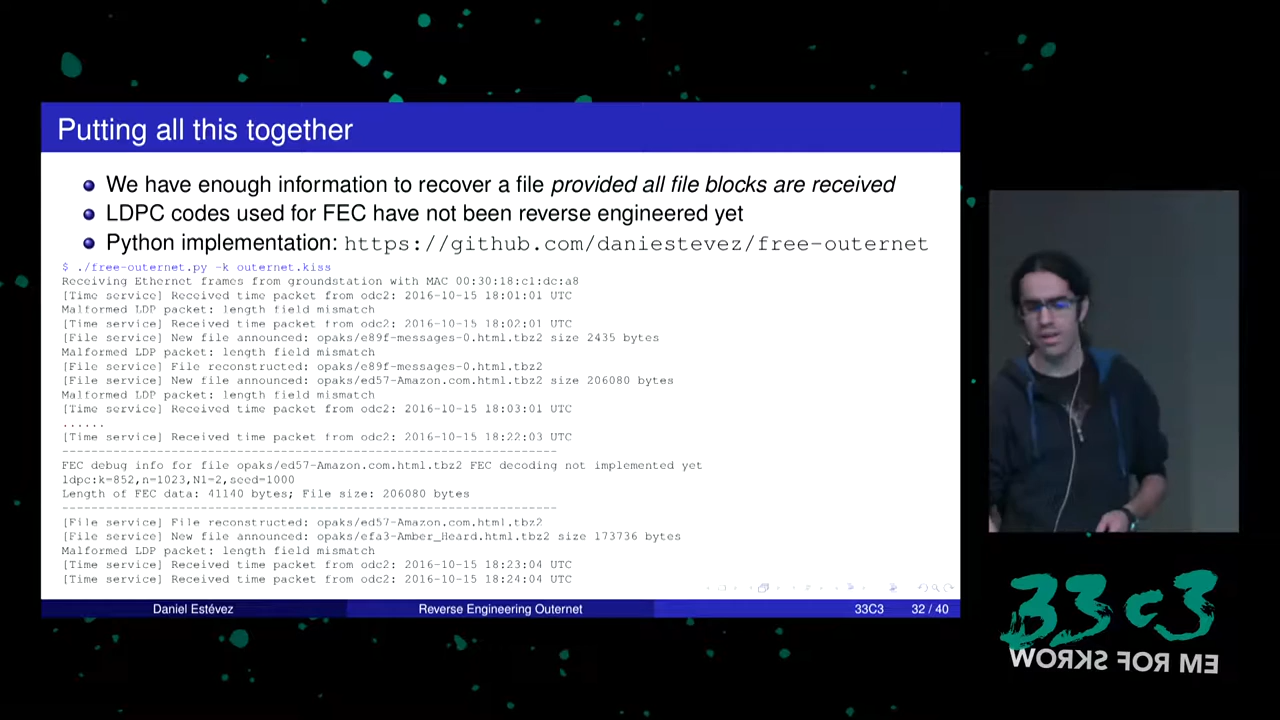 Putting all this together
We have enough information to recover a file provided all file blocks are received
LDPC codes used for FEC have not been reverse engineered yet
Python implementation: https://github.com/daniestevez/free-outernet
$ ./free-outernet.py -k outernet.kiss
Receiving Ethernet frames from groundstation with MAC 00:30:18:c1:dc:a8
[Time service] Received time packet from odc2: 2016-10-15 18:01:01 UTC
Malformed LDP packet: length field mismatch
[Time service] Received time packet from odc2: 2016-10-15 18:02:01 UTC
[File service] New file announced: opaks/e89f-messages-0.html.tbz2 size 2435 bytes
Malformed LDP packet: length field mismatch
[File service] File reconstructed: opaks/e89f-messages-0.html.tbz2
[File service] New file announced: opaks/ed57-Amazon.com.html.tbz2 size 206080 bytes
Malformed LDP packet: length field mismatch
[Time service] Received time packet from odc2: 2016-10-15 18:03:01 UTC
......
[Time service] Received time packet from odc2: 2016-10-15 18:22:03 UTC
--------------------------------------------------------------------
FEC debug info for file opaks/ed57-Amazon.com.html.tbz2 FEC decoding not implemented yet
ldpc:k=852,n=1023,N1=2,seed=1000
Length of FEC data: 41140 bytes; File size: 206080 bytes
--------------------------------------------------------------------
[File service] File reconstructed: opaks/ed57-Amazon.com.html.tbz2
[File service] New file announced: opaks/efa3-Amber_Heard.html.tbz2 size 173736 bytes
Malformed LDP packet: length field mismatch
[Time service] Received time packet from odc2: 2016-10-15 18:23:04 UTC
[Time service] Received time packet from odc2: 2016-10-15 18:24:04 UTC
Daniel Estévez Reverse Engineering Outernet 33C3 32 / 40
33c3
WORKS FOR ME